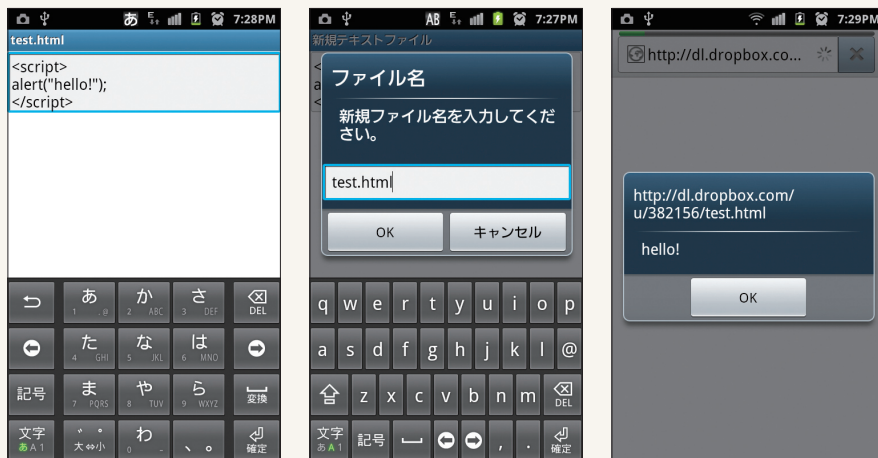 7:28PM
test.html
<script>
alert("hello!");
</script>
あ 1 .@
か 2 ABC
さ 3 DEF
DEL
た 4 GHI
な 5 JKL
は 6 MNO
記号
ま 7 PQRS
や 8 TUV
ら 9 WXYZ
変換
文字 あA1
゛ ゜ 大⇔小
わ 0 -
、 。
確定
AB
7:27PM
新規テキストファイル
ファイル名
新規ファイル名を入力してくだ
さい。
test.html
OK
キャンセル
q w e r t y u i o p
a s d f g h j k l @
z x c v b n m DEL
文字 あA1
記号
, .
確定
7:29PM
http://dl.dropbox.co...
http://dl.dropbox.com/
u/382156/test.html
hello!
OK